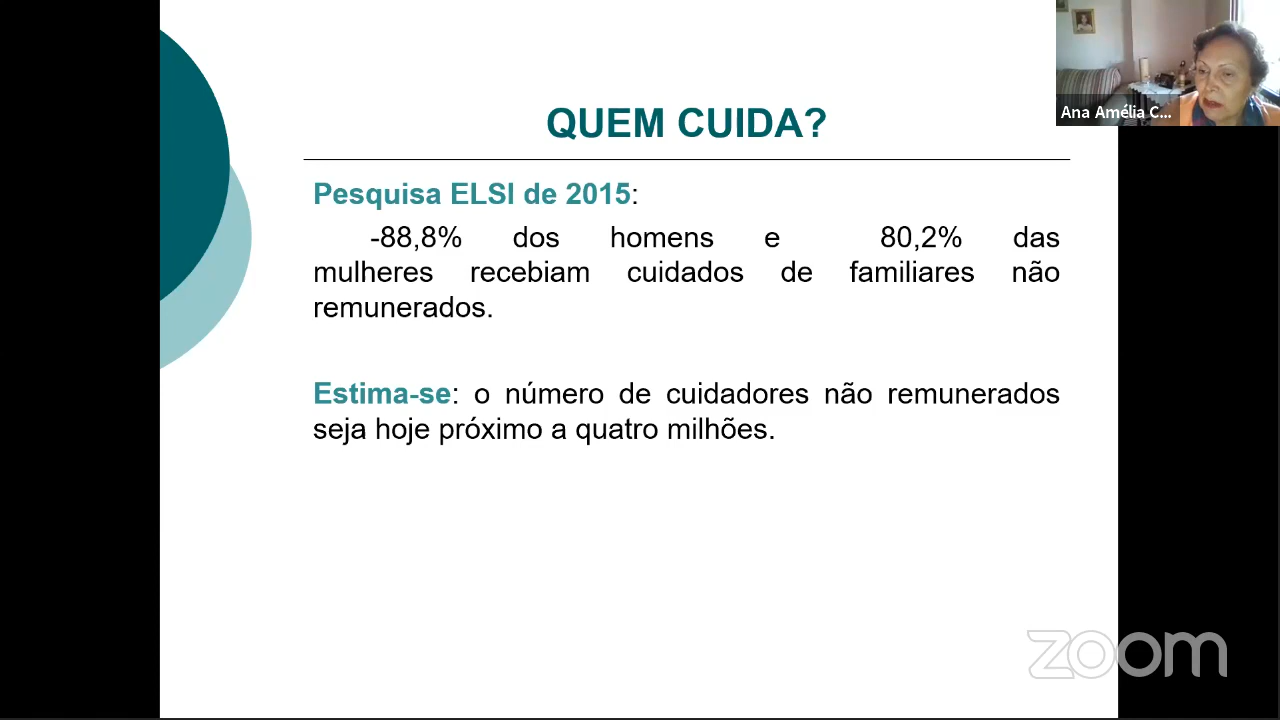 QUEM CUIDA?
Pesquisa ELSI de 2015:
-88,8% dos homens e 80,2% das
mulheres recebiam cuidados de familiares não
remunerados.
Estima-se: o número de cuidadores não remunerados
seja hoje próximo a quatro milhões.
Ana Amélia C...
zoom